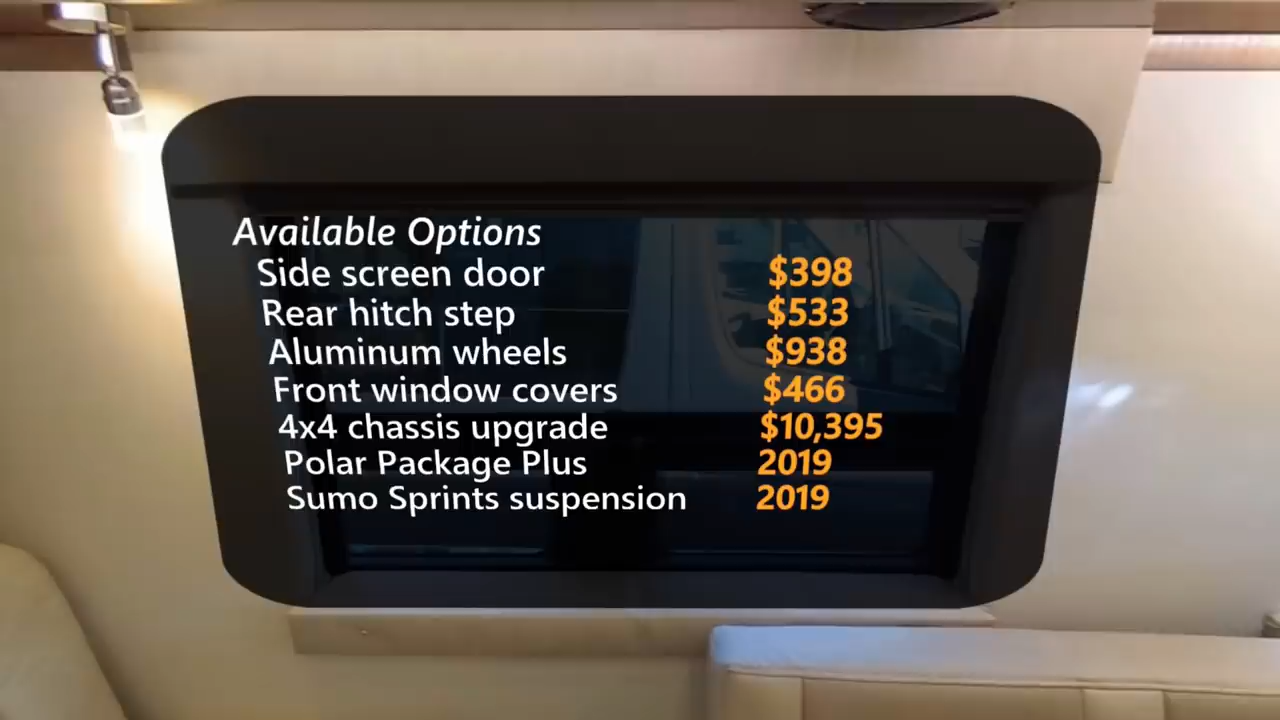 Available Options
Side screen door $398
Rear hitch step $533
Aluminum wheels $938
Front window covers $466
4x4 chassis upgrade $10,395
Polar Package Plus 2019
Sumo Sprints suspension 2019